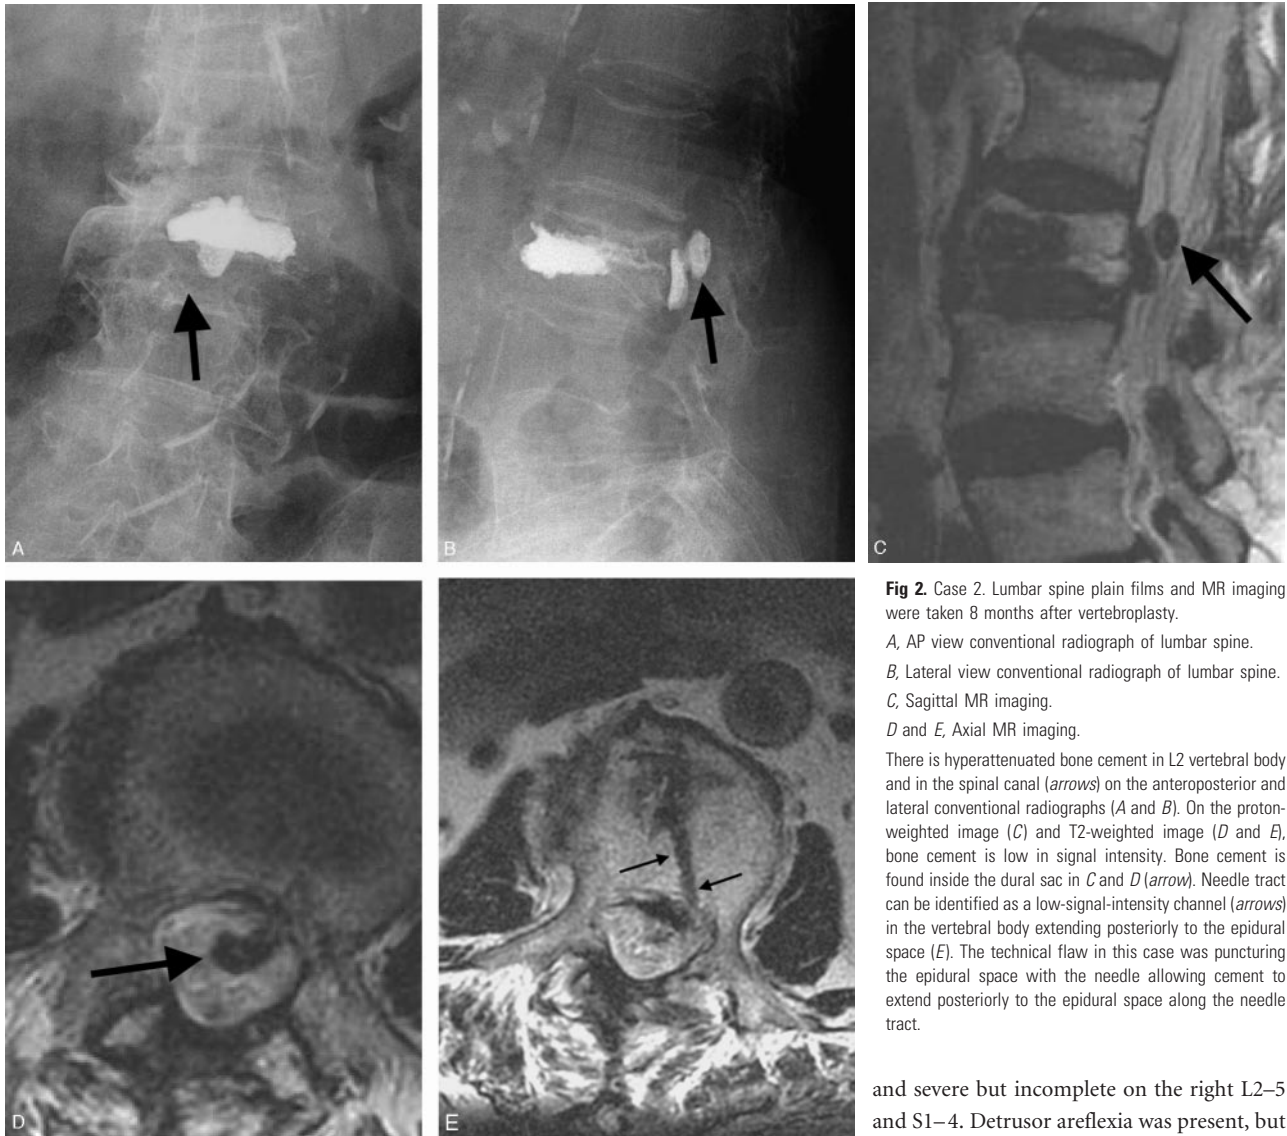 A
B
C
D
E
Fig 2. Case 2. Lumbar spine plain films and MR imaging
were taken 8 months after vertebroplasty.
A, AP view conventional radiograph of lumbar spine.
B, Lateral view conventional radiograph of lumbar spine.
C, Sagittal MR imaging.
D and E, Axial MR imaging.
There is hyperattenuated bone cement in L2 vertebral body
and in the spinal canal (arrows) on the anteroposterior and
lateral conventional radiographs (A and B). On the proton-
weighted image (C) and T2-weighted image (D and E),
bone cement is low in signal intensity. Bone cement is
found inside the dural sac in C and D (arrow). Needle tract
can be identified as a low-signal-intensity channel (arrows)
in the vertebral body extending posteriorly to the epidural
space (E). The technical flaw in this case was puncturing
the epidural space with the needle allowing cement to
extend posteriorly to the epidural space along the needle
tract.
and severe but incomplete on the right L2–5
and S1–4. Detrusor areflexia was present, but